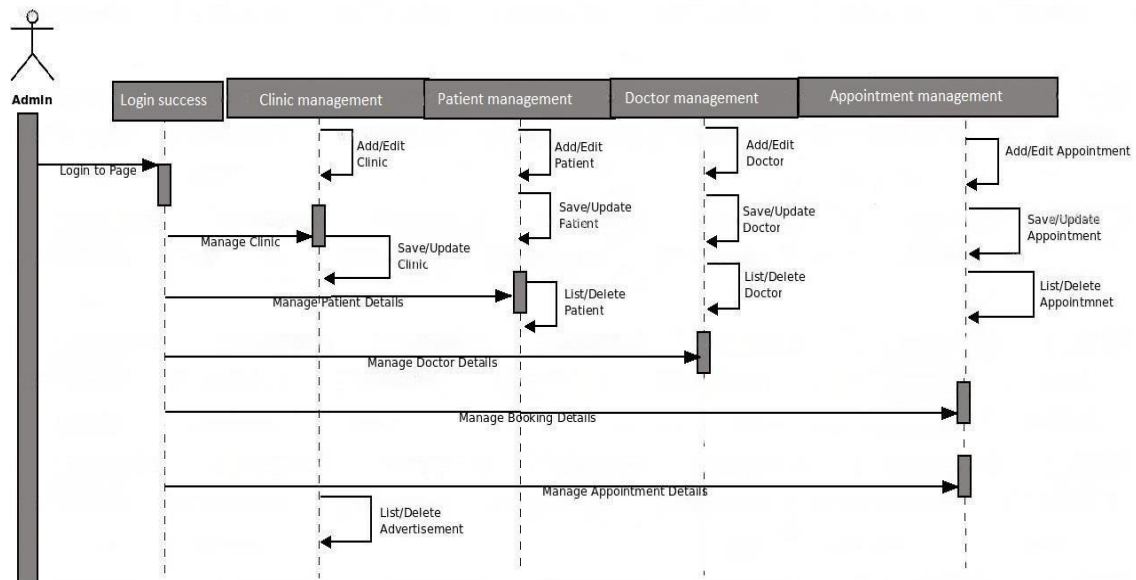 Admin
Login success
Clinic management
Patient management
Doctor management
Appointment management
Add/Edit
Clinic
Add/Edit
Patient
Add/Edit
Doctor
Add/Edit Appointment
Login to Page
Save/Update
Patient
Save/Update
Doctor
Save/Update
Appointment
Manage Clinic
Save/Update
Clinic
List/Delete
Doctor
List/Delete
Appointmnet
Manage Patient Details
List/Delete
Patient
Manage Doctor Details
Manage Booking Details
Manage Appointment Details
List/Delete
Advertisement